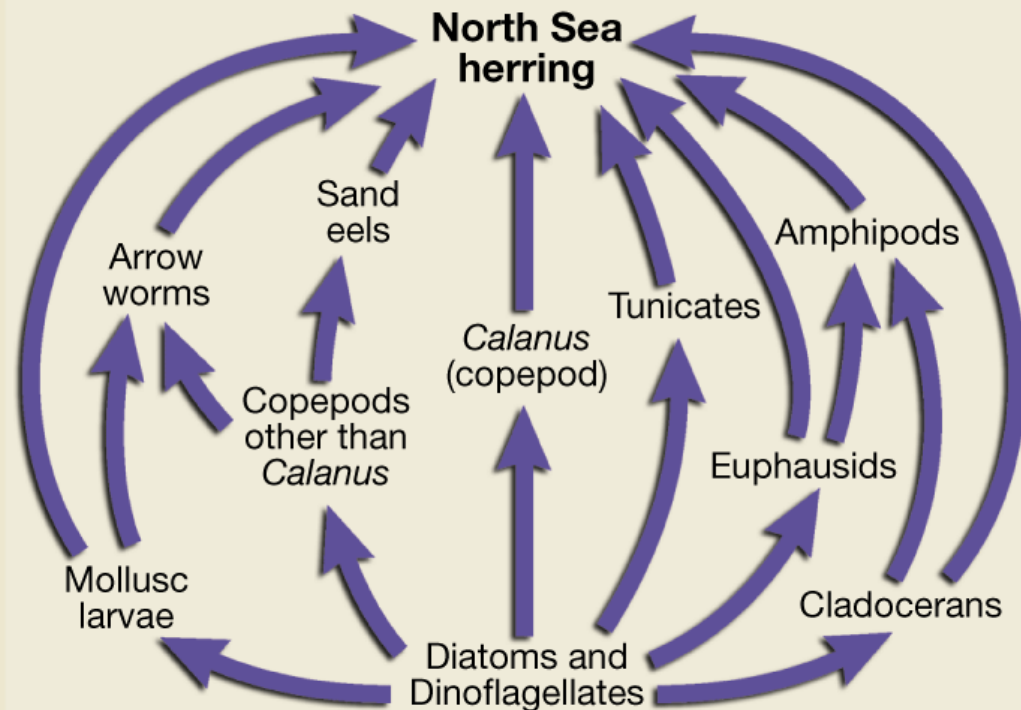 North Sea
herring
Sand
eels
Amphipods
Arrow
worms
Tunicates
Calanus
(copepod)
Copepods
other than
Calanus
Euphausids
Mollusc
larvae
Cladocerans
Diatoms and
Dinoflagellates